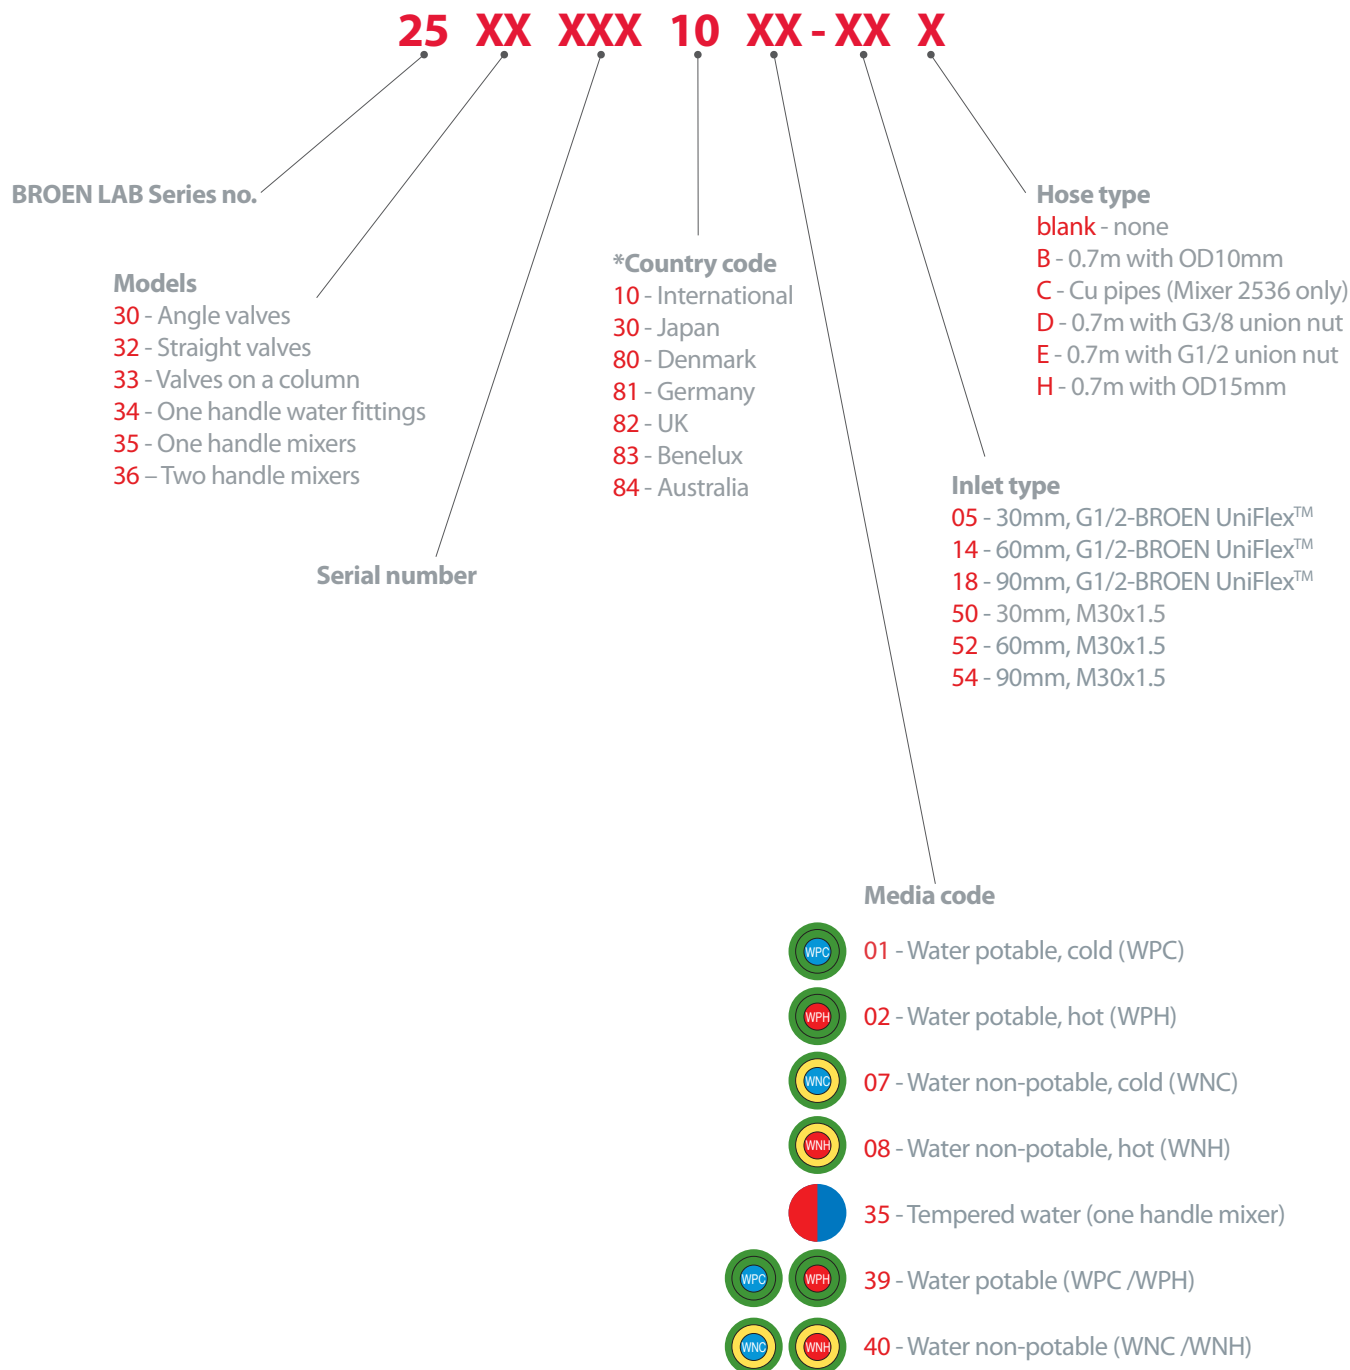 25 XX XXX 10 XX - XX X
BROEN LAB Series no.
Models
30 - Angle valves
32 - Straight valves
33 - Valves on a column
34 - One handle water fittings
35 - One handle mixers
36 – Two handle mixers
Serial number
*Country code
10 - International
30 - Japan
80 - Denmark
81 - Germany
82 - UK
83 - Benelux
84 - Australia
Hose type
blank - none
B - 0.7m with OD10mm
C - Cu pipes (Mixer 2536 only)
D - 0.7m with G3/8 union nut
E - 0.7m with G1/2 union nut
H - 0.7m with OD15mm
Inlet type
05 - 30mm, G1/2-BROEN UniFlex™
14 - 60mm, G1/2-BROEN UniFlex™
18 - 90mm, G1/2-BROEN UniFlex™
50 - 30mm, M30x1.5
52 - 60mm, M30x1.5
54 - 90mm, M30x1.5
Media code
WPC 01 - Water potable, cold (WPC)
WPH 02 - Water potable, hot (WPH)
WNC 07 - Water non-potable, cold (WNC)
WNH 08 - Water non-potable, hot (WNH)
35 - Tempered water (one handle mixer)
WPC WPH 39 - Water potable (WPC /WPH)
WNC WNH 40 - Water non-potable (WNC /WNH)